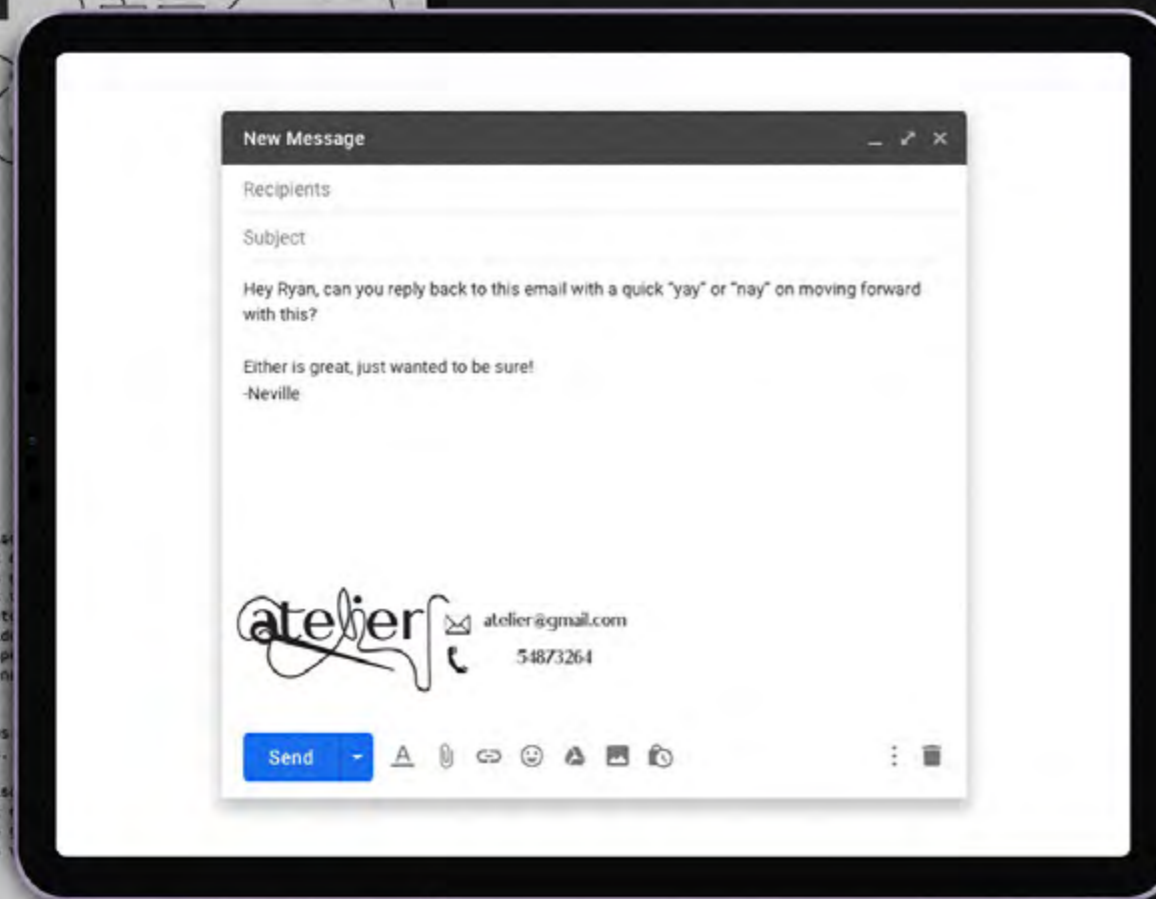 New Message
Recipients
Subject
Hey Ryan, can you reply back to this email with a quick "yay" or "nay" on moving forward
with this?
Either is great, just wanted to be sure!
-Neville
atelier
atelier@gmail.com
54873264
Send